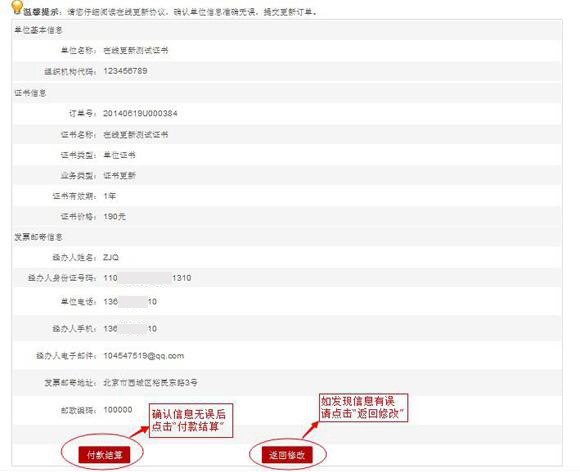 温馨提示：请您仔细阅读在线更新协议，确认单位信息准确无误，提交更新订单。
单位基本信息
单位名称： 在线更新测试证书
组织机构代码： 123456789
证书信息
订单号： 20140619U000384
证书名称： 在线更新测试证书
证书类型： 单位证书
业务类型： 证书更新
证书有效期： 1年
证书价格： 190元
发票邮寄信息
经办人姓名： ZJQ
经办人身份证号码： 110 1310
单位电话： 136 10
经办人手机： 136 10
经办人电子邮件： 104547519@qq.com
发票邮寄地址： 北京市西城区裕民东路3号
邮政编码： 100000
确认信息无误后
点击“付款结算”
如发现信息有误
请点击“返回修改”
付款结算
返回修改